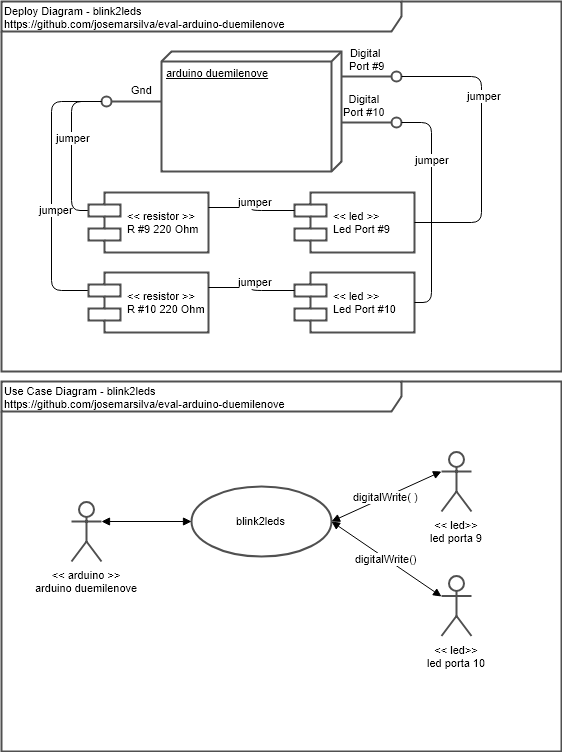 Deploy Diagram - blink2leds
https://github.com/josemarsilva/eval-arduino-duemilenove
Digital
Port #9
arduino duemilenove
Gnd
Digital
Port #10
jumper
jumper
jumper
jumper
jumper
<< resistor >>
R #9 220 Ohm
<< led >>
Led Port #9
jumper
<< resistor >>
R #10 220 Ohm
<< led >>
Led Port #10
Use Case Diagram - blink2leds
https://github.com/josemarsilva/eval-arduino-duemilenove
digitalWrite( )
blink2leds
<< led>>
led porta 9
digitalWrite()
<< arduino >>
arduino duemilenove
<< led>>
led porta 10